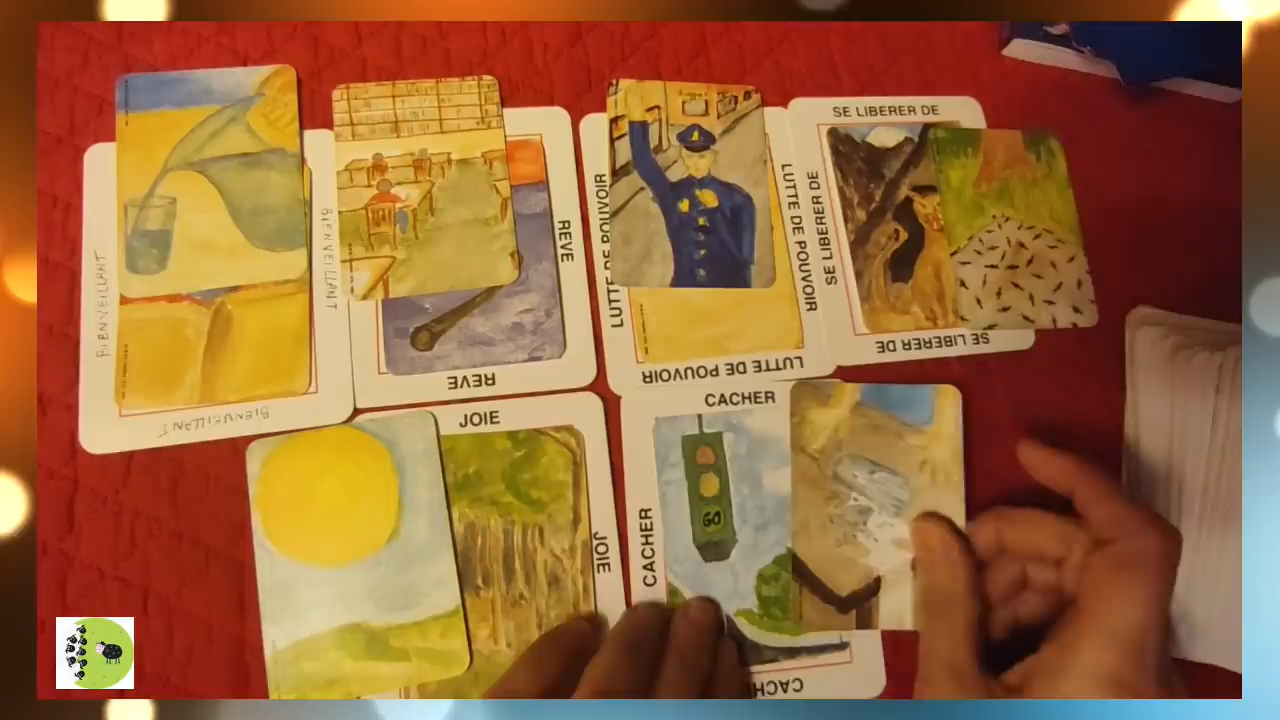 BIENVEILLANT
BIENVEILLANT
BIENVEILLANT
REVE
REVE
LUTTE DE POUVOIR
LUTTE DE POUVOIR
LUTTE DE POUVOIR
SE LIBERER DE
SE LIBERER DE
SE LIBERER DE
JOIE
JOIE
CACHER
CACHER
CACHE
GO